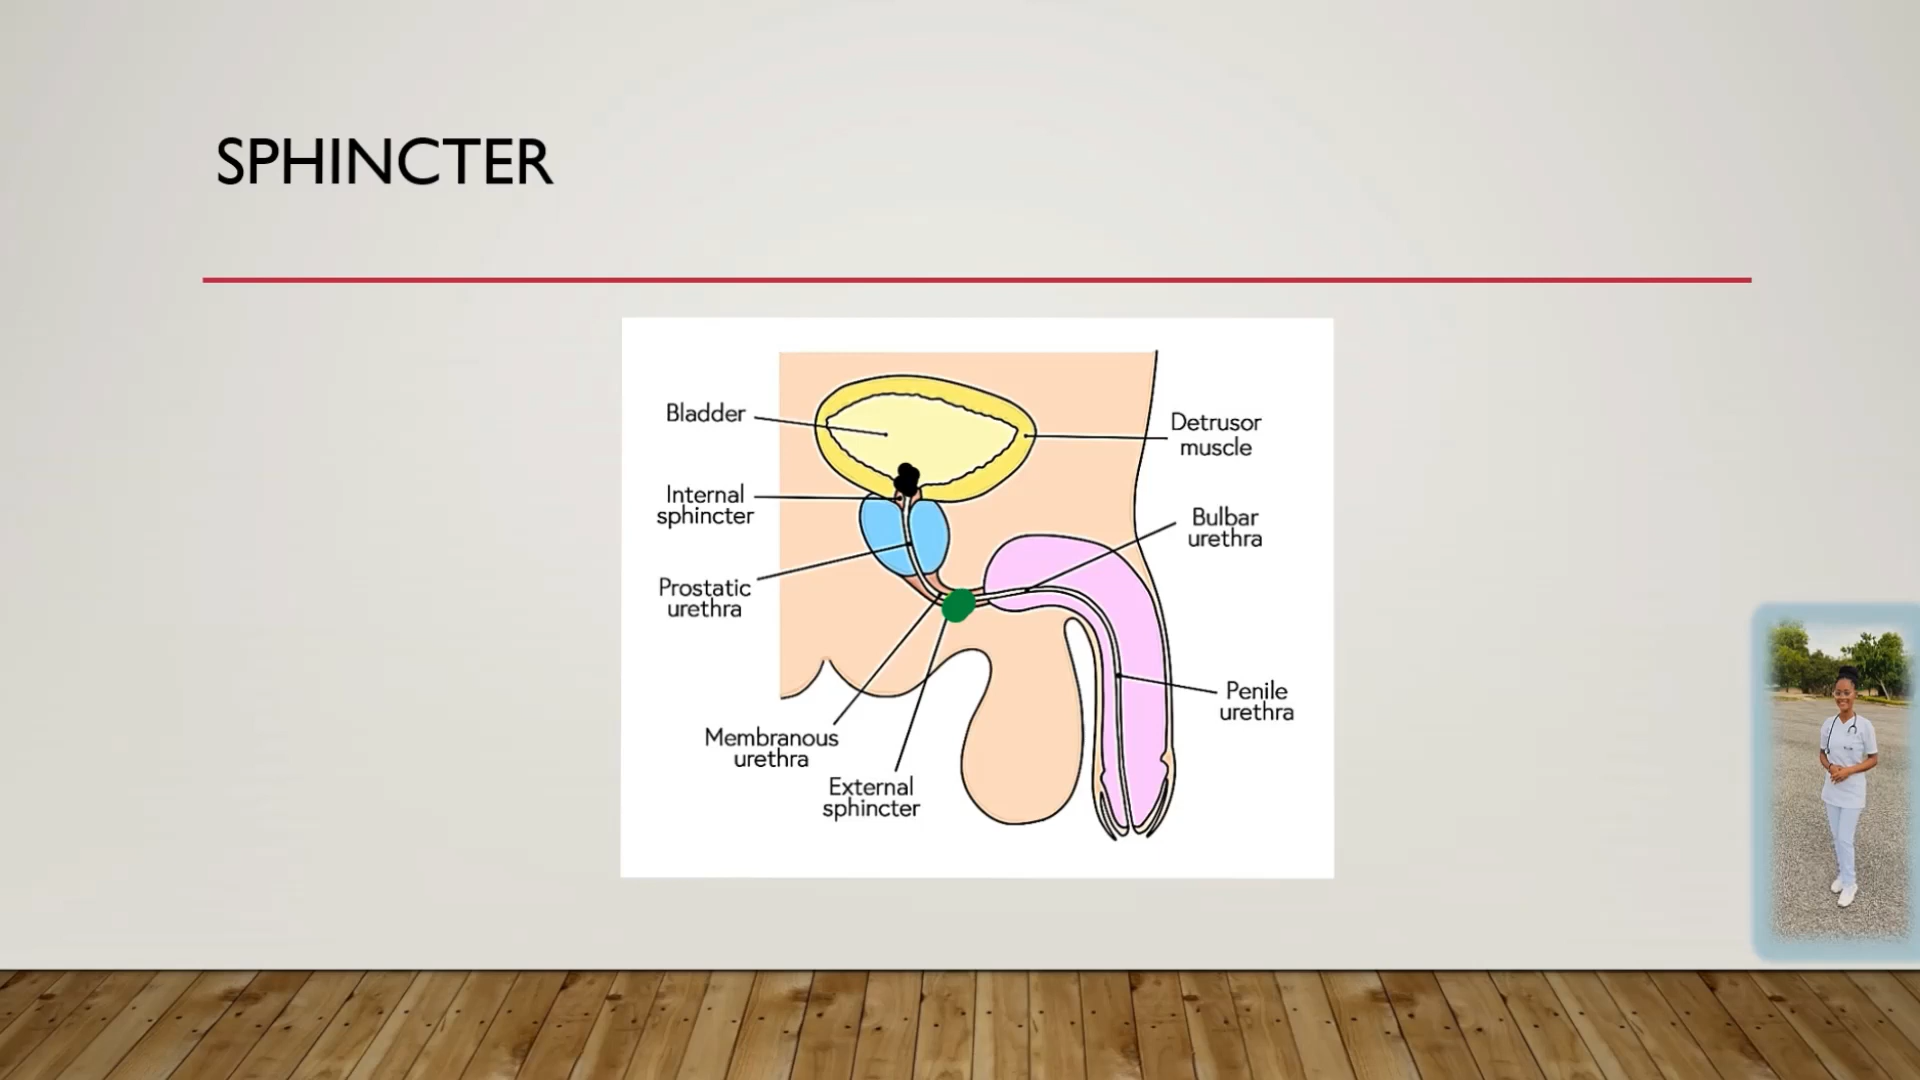 SPHINCTER
Bladder
Detrusor
muscle
Internal
sphincter
Bulbar
urethra
Prostatic
urethra
Penile
urethra
Membranous
urethra
External
sphincter